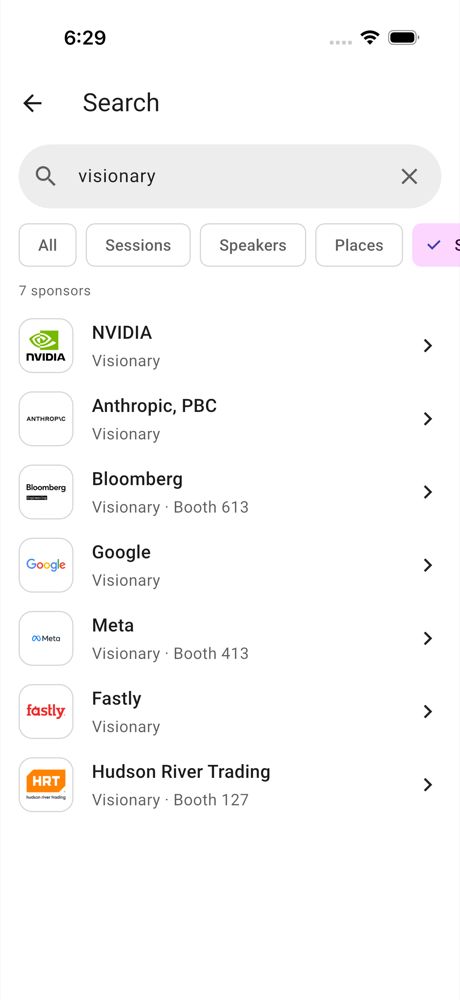 6:29
Search
visionary
All
Sessions
Speakers
Places
S
7 sponsors
NVIDIA
NVIDIA
Visionary
ANTHROP\C
Anthropic, PBC
Visionary
Bloomberg
Engineering
Bloomberg
Visionary · Booth 613
Google
Google
Visionary
Meta
Meta
Visionary · Booth 413
fastly
Fastly
Visionary
HRT
hudson river trading
Hudson River Trading
Visionary · Booth 127